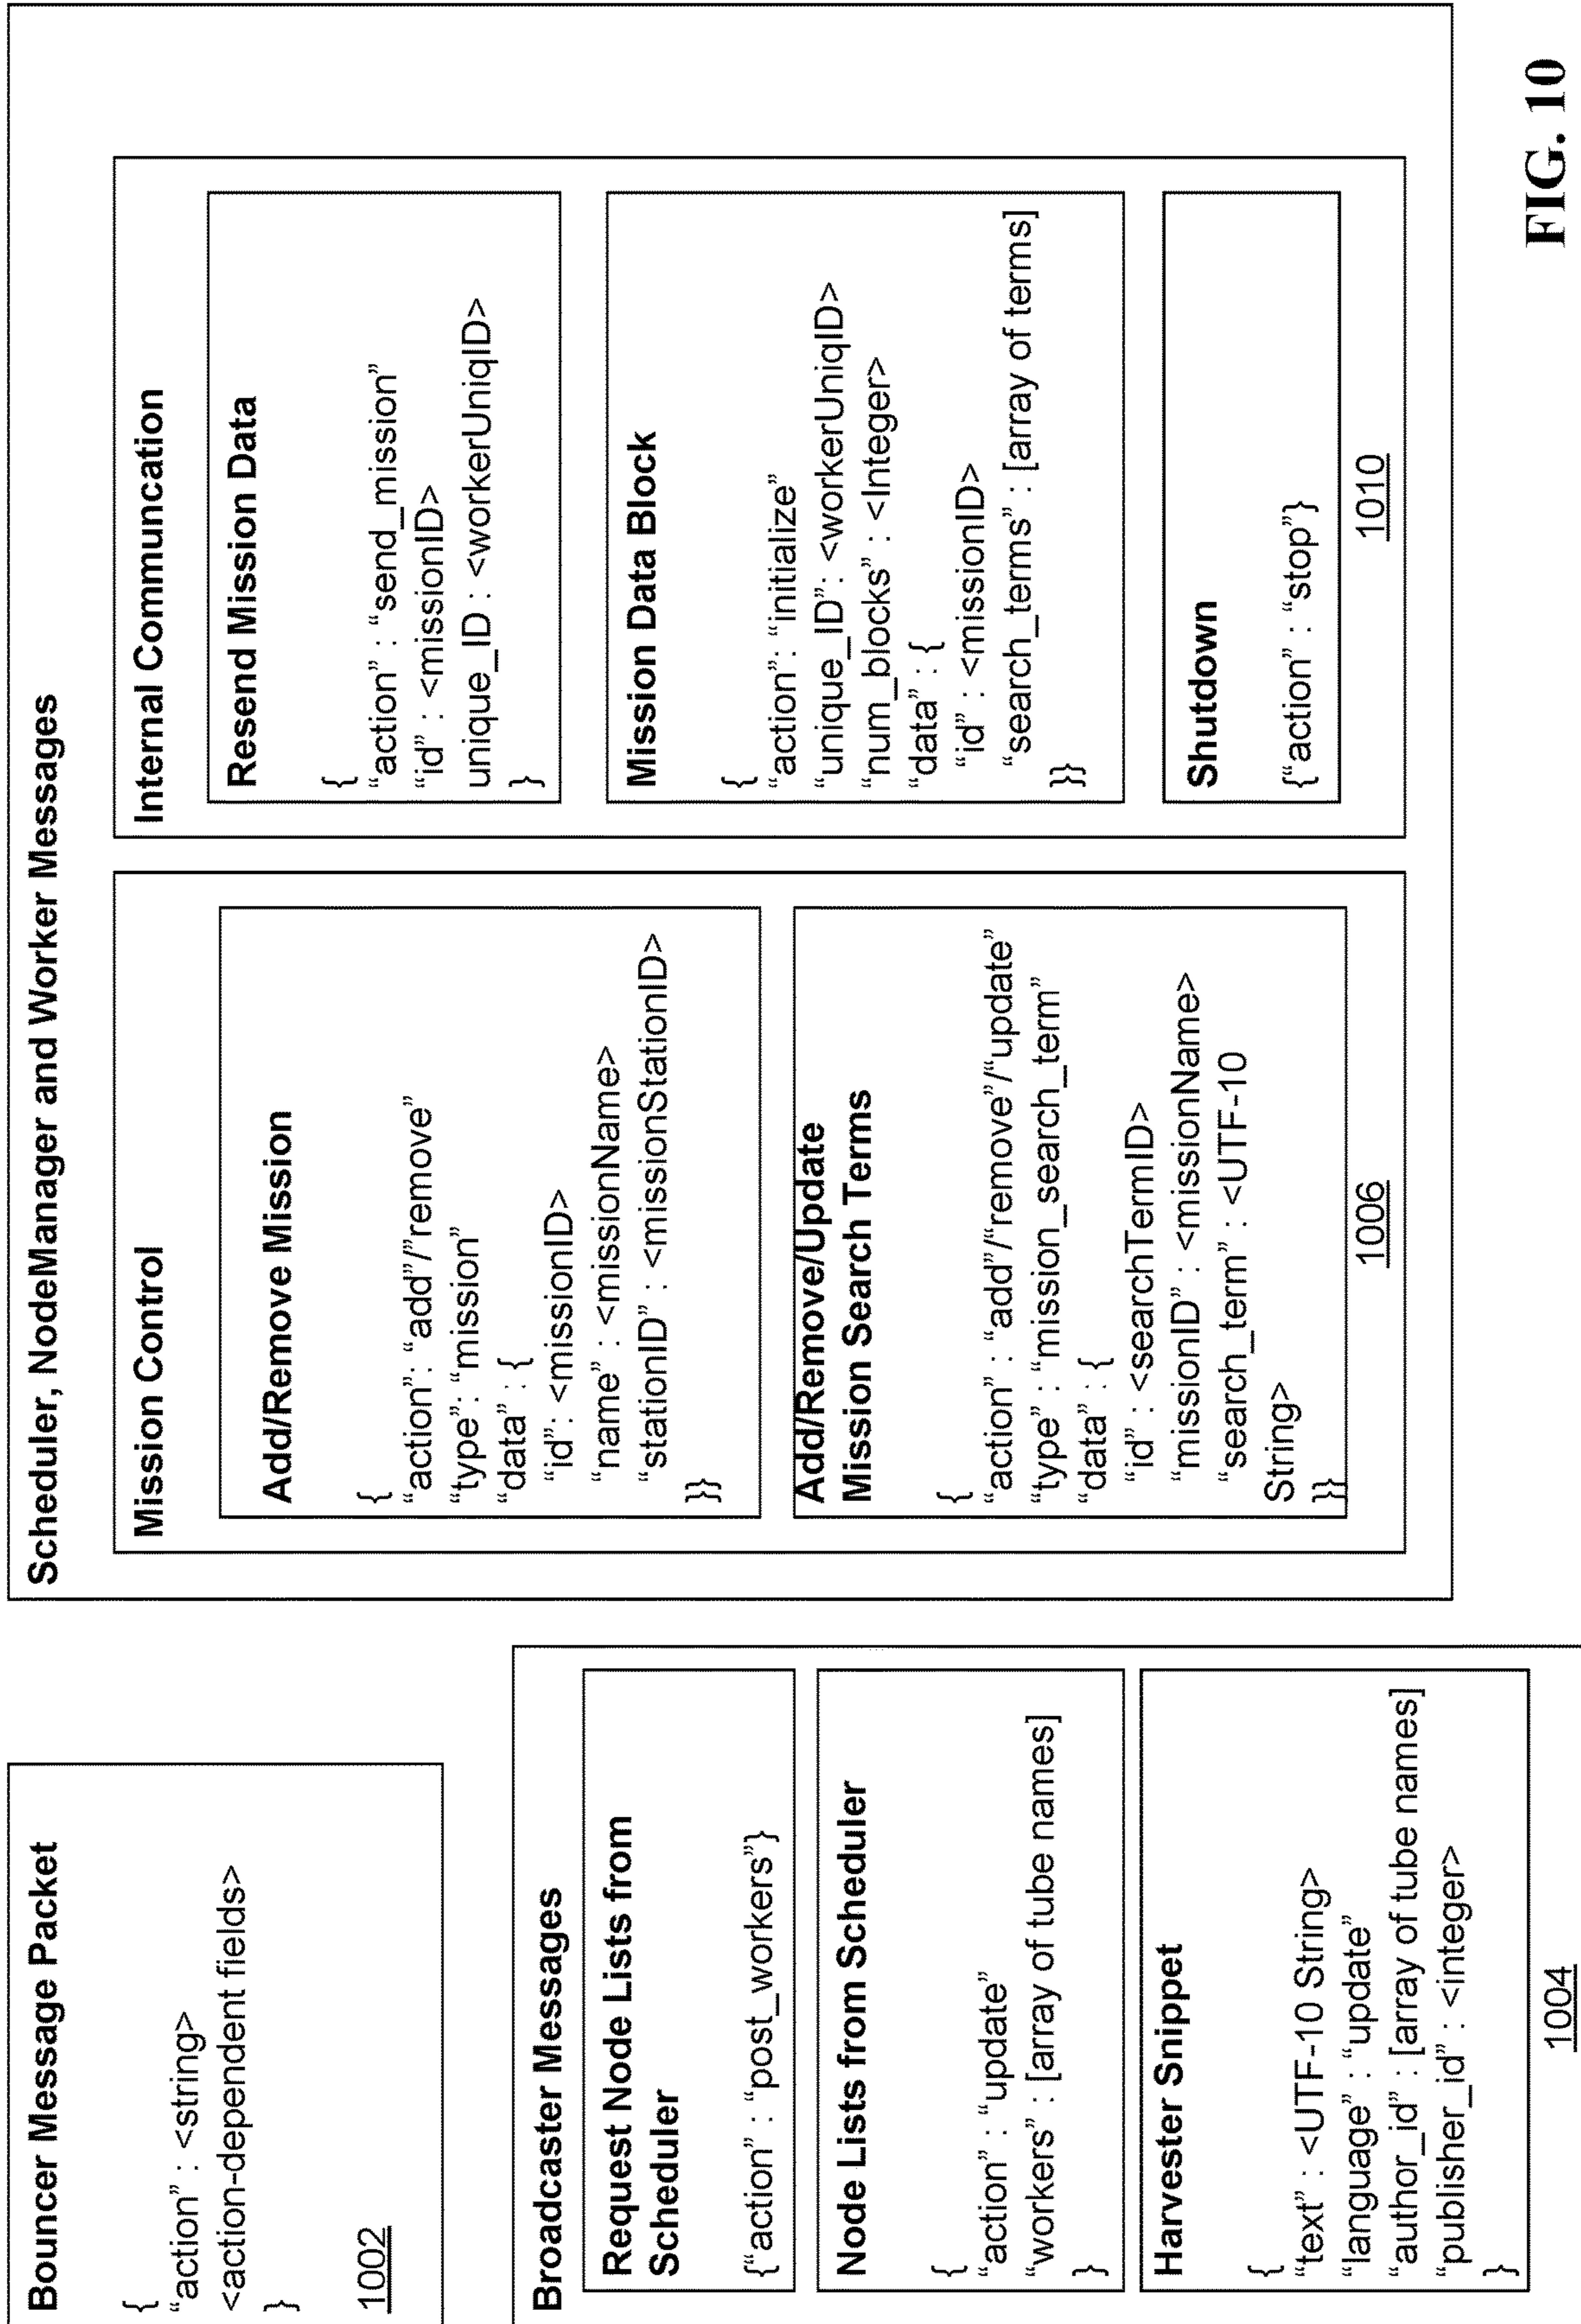 Bouncer Message Packet
{
“action” : <string>
<action-dependent fields>
}
1002
Broadcaster Messages
Request Node Lists from
Scheduler
{“action” : “post_workers”}
Node Lists from Scheduler
{
“action” : “update”
“workers” : [array of tube names]
}
Harvester Snippet
{
“text” : <UTF-10 String>
“language” : “update”
“author_id” : [array of tube names]
“publisher_id” : <integer>
}
1004
Scheduler, NodeManager and Worker Messages
Mission Control
Add/Remove Mission
{
“action”: “add”/”remove”
“type”: “mission”
“data” : {
“id”: <missionID>
“name” : <missionName>
“stationID” : <missionStationID>
}}
Add/Remove/Update
Mission Search Terms
{
“action” : “add”/“remove”/“update”
“type” : “mission_search_term”
“data” : {
“id” : <searchTermID>
“missionID” : <missionName>
“search_term” : <UTF-10
String>
}}
1006
Internal Communcation
Resend Mission Data
{
“action” : “send_mission”
“id” : <missionID>
unique_ID : <workerUniqID>
}
Mission Data Block
{
“action”: “initialize”
“unique_ID”: <workerUniqID>
“num_blocks” : <Integer>
“data” : {
“id” : <missionID>
“search_terms” : [array of terms]
}}
Shutdown
{“action” : “stop”}
1010
FIG. 10